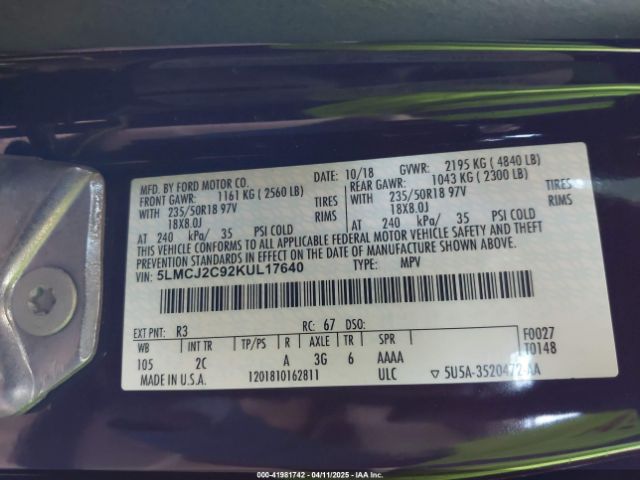 MFD. BY FORD MOTOR CO.
DATE: 10/18 GVWR: 2195 KG ( 4840 LB)
FRONT GAWR: 1161 KG ( 2560 LB) REAR GAWR: 1043 KG ( 2300 LB)
WITH 235/50R18 97V TIRES WITH 235/50R18 97V TIRES
18X8.0J RIMS 18X8.0J RIMS
AT 240 kPa/ 35 PSI COLD AT 240 kPa/ 35 PSI COLD
THIS VEHICLE CONFORMS TO ALL APPLICABLE FEDERAL MOTOR VEHICLE SAFETY AND THEFT
PREVENTION STANDARDS IN EFFECT ON THE DATE OF MANUFACTURE SHOWN ABOVE.
VIN: 5LMCJ2C92KUL17640 TYPE: MPV
EXT PNT: R3 RC: 67 DSO: F0027
WB INT TR TP/PS R AXLE TR SPR T0148
105 2C A 3G 6 AAAA
MADE IN U.S.A. 1201810162811 ULC ▽ 5U5A-3520472-AA
00-41981742 04/11/2025 IAAI.CA